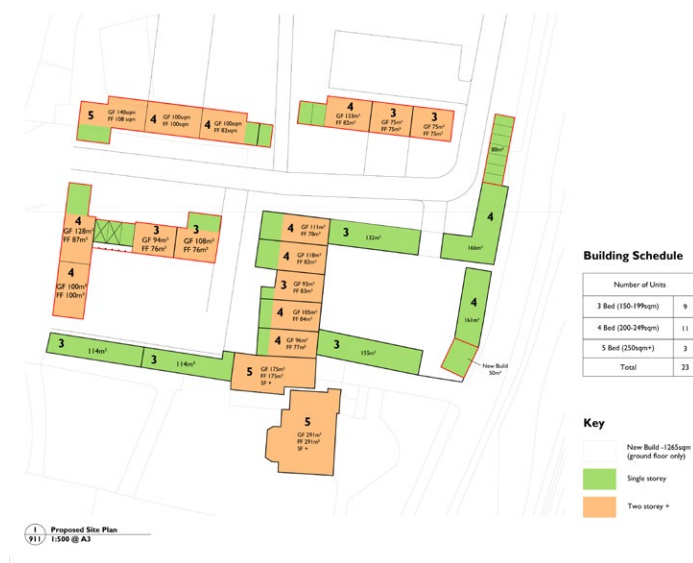 5
GF 140sqm
FF 108 sqm
4
GF 100sqm
FF 100sqm
4
GF 100sqm
FF 82sqm
4
GF 133m²
FF 82m²
3
GF 75m²
FF 75m²
3
GF 75m²
FF 75m²
80m²
4
166m²
4
GF 128m²
FF 87m²
3
GF 94m²
FF 76m²
3
GF 108m²
FF 76m²
4
GF 100m²
FF 100m²
4
GF 111m²
FF 78m²
3
132m²
4
GF 118m²
FF 82m²
3
GF 92m²
FF 83m²
4
GF 105m²
FF 84m²
4
GF 96m²
FF 77m²
4
161m²
3
114m²
3
114m²
5
GF 175m²
FF 175m²
SF +
3
155m²
New Build
50m²
5
GF 291m²
FF 291m²
SF +
Building Schedule
Number of Units
3 Bed (150-199sqm) 9
4 Bed (200-249sqm) 11
5 Bed (250sqm+) 3
Total 23
Key
New Build -1265sqm
(ground floor only)
Single storey
Two storey +
1 Proposed Site Plan
911 1:500 @ A3